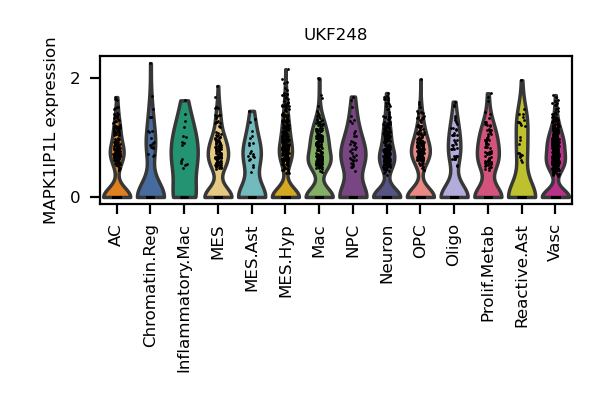 UKF248
MAPK1IP1L expression
2
0
AC
Chromatin.Reg
Inflammatory.Mac
MES
MES.Ast
MES.Hyp
Mac
NPC
Neuron
OPC
Oligo
Prolif.Metab
Reactive.Ast
Vasc